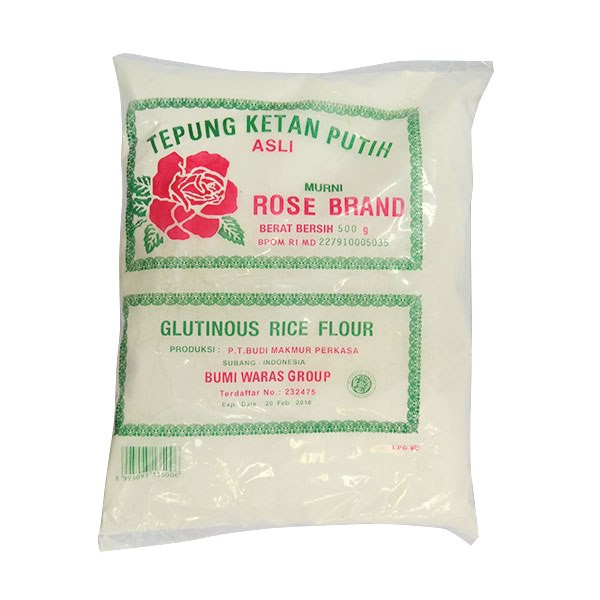 TEPUNG KETAN PUTIH
ASLI
MURNI
ROSE BRAND
BERAT BERSIH 500 g
BPOM RI MD 227910005035
GLUTINOUS RICE FLOUR
PRODUKSI : P.T.BUDI MAKMUR PERKASA
SUBANG - INDONESIA
BUMI WARAS GROUP
Terdaftar No.: 232475
Exp. Date : 20 Feb 2016